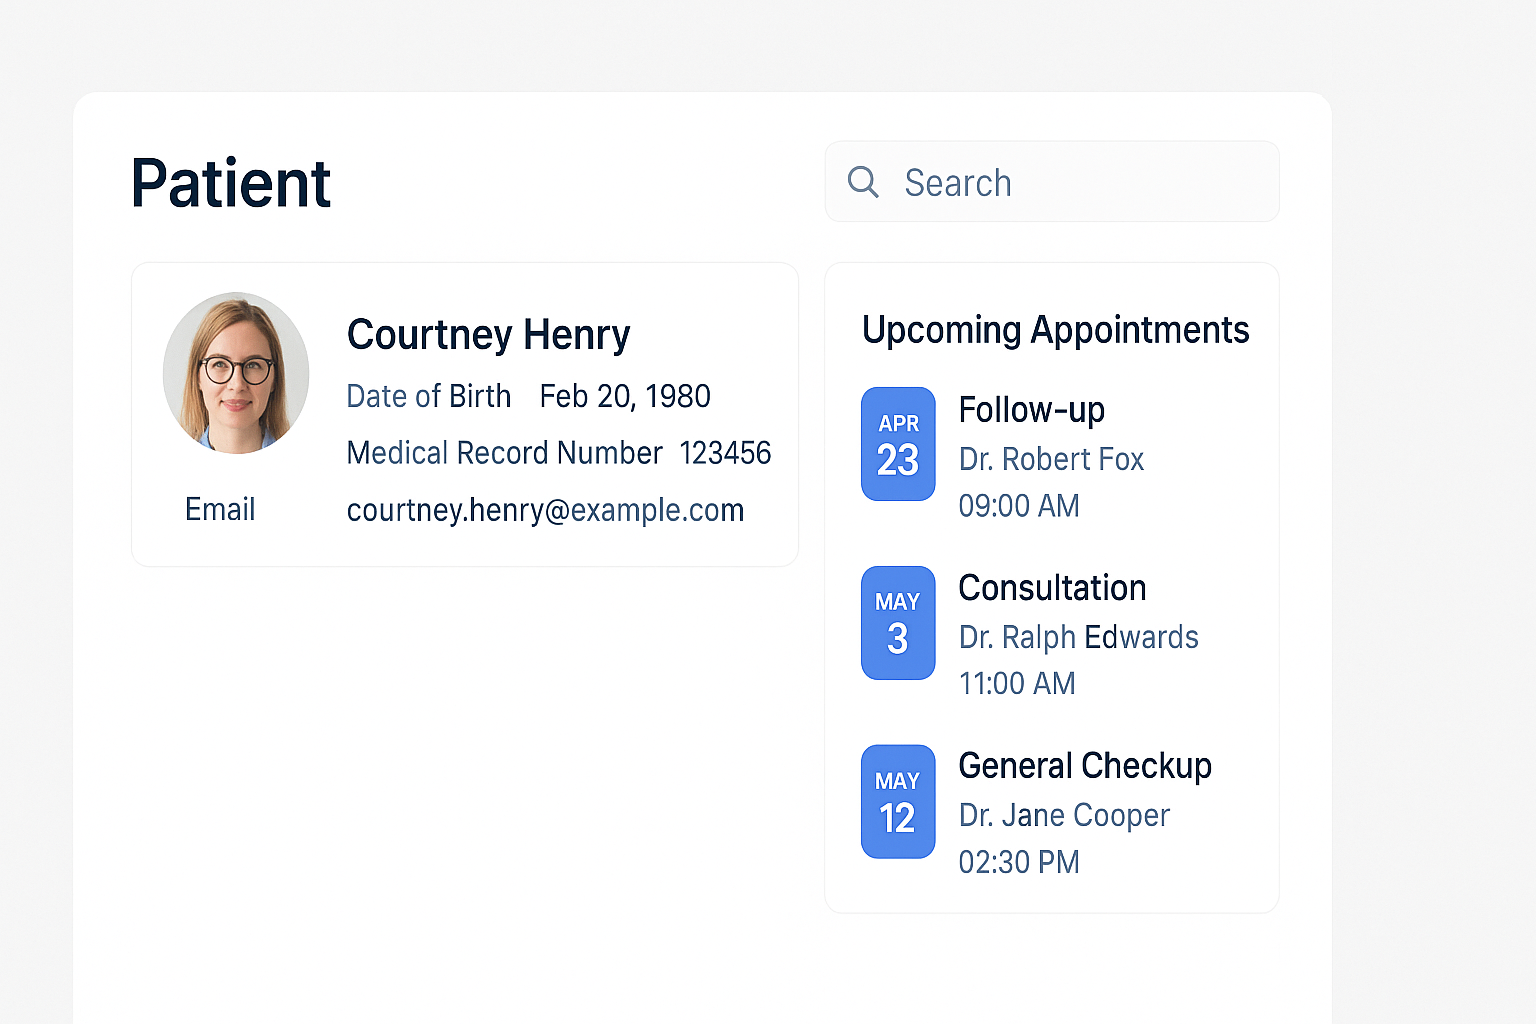 Patient
Search
Courtney Henry
Date of Birth Feb 20, 1980
Medical Record Number 123456
Email courtney.henry@example.com
Upcoming Appointments
APR
23
Follow-up
Dr. Robert Fox
09:00 AM
MAY
3
Consultation
Dr. Ralph Edwards
11:00 AM
MAY
12
General Checkup
Dr. Jane Cooper
02:30 PM